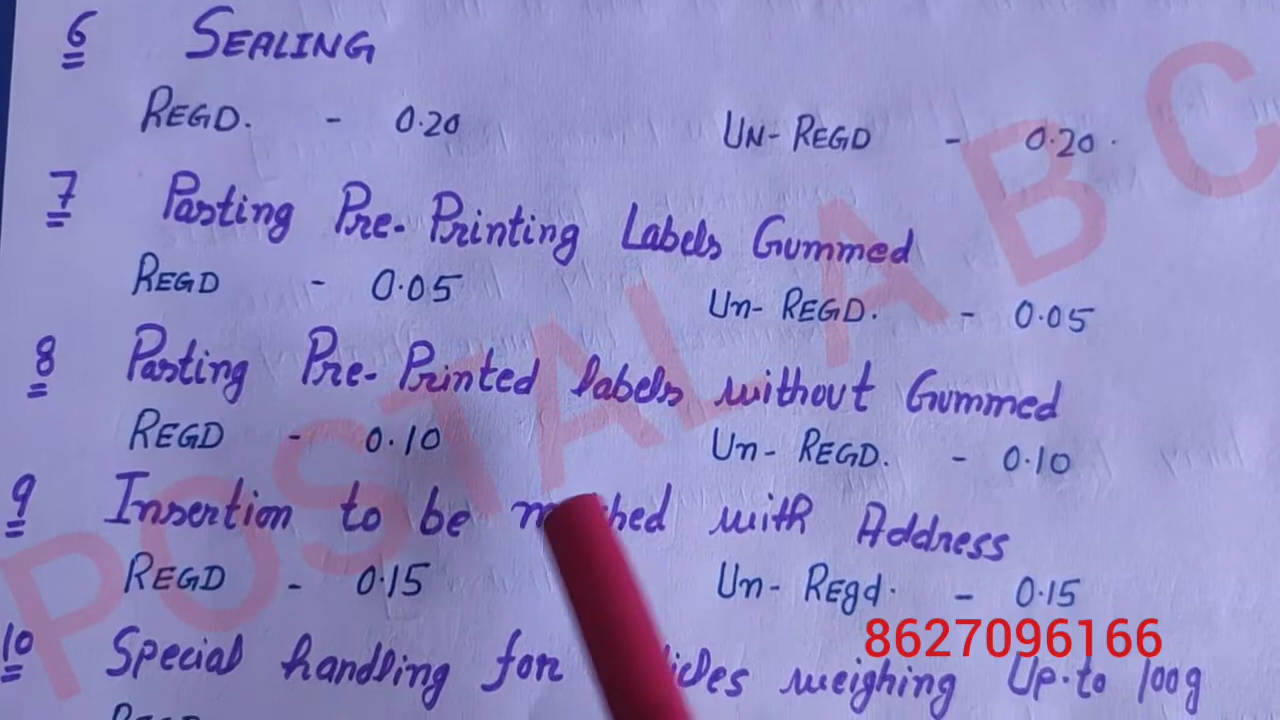 6 SEALING
REGD. - 0.20 UN-REGD - 0.20.
7 Pasting Pre-Printing Labels Gummed
REGD - 0.05 Un-REGD. - 0.05
8 Pasting Pre-Printed labels without Gummed
REGD - 0.10 Un-REGD. - 0.10
9 Insertion to be with Address
REGD - 0.15 Un-Regd. - 0.15
8627096166
10 Special handling for weighing Up-to 100g
POSTAL ABC